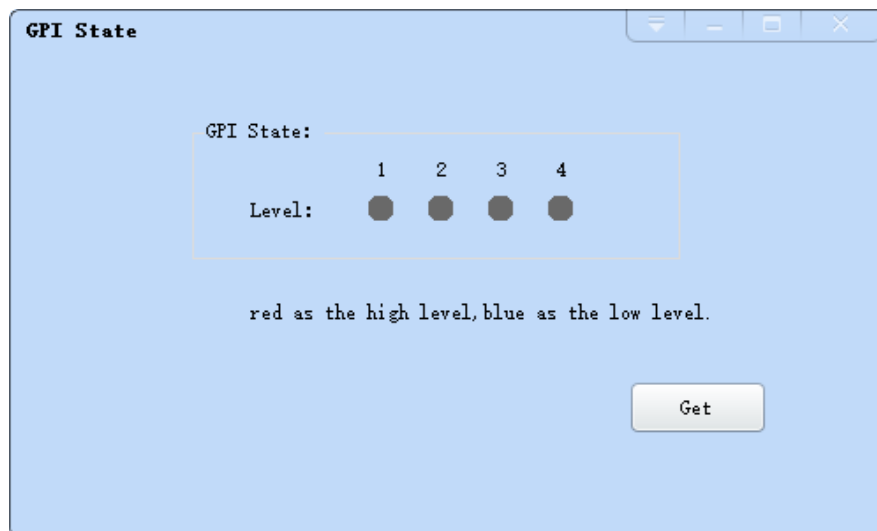 GPI State
GPI State:
1 2 3 4
Level:
red as the high level,blue as the low level.
Get